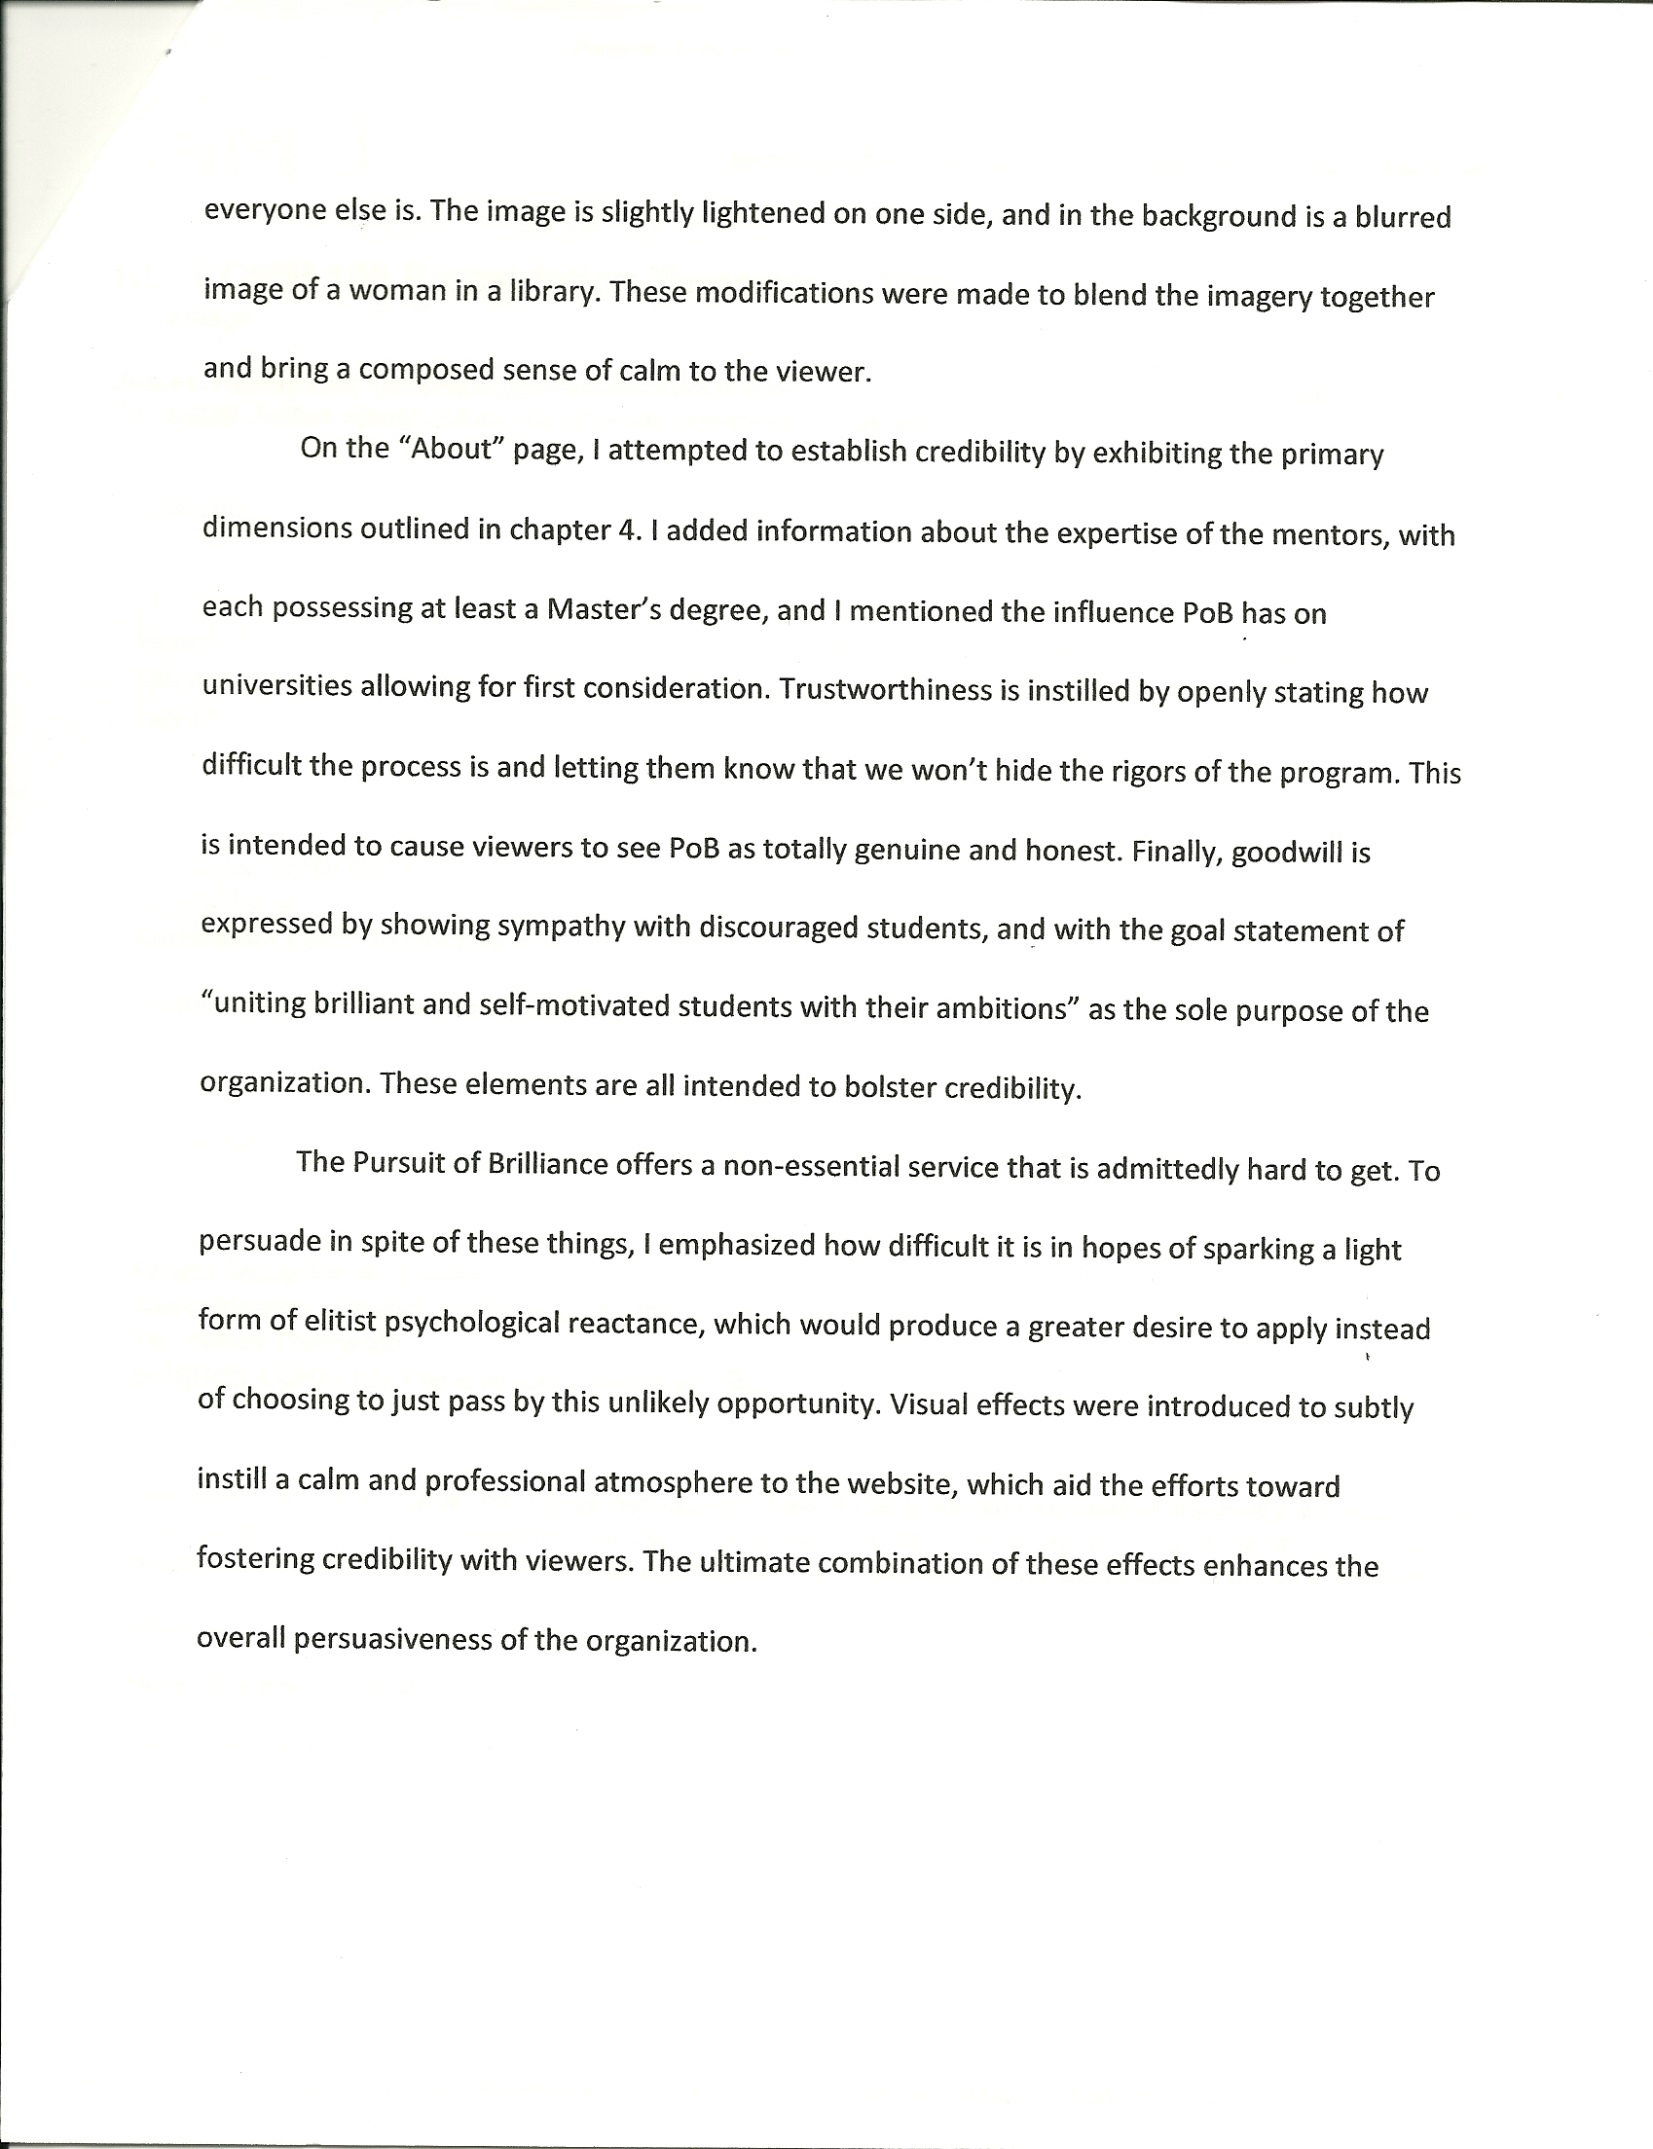 everyone else is. The image is slightly lightened on one side, and in the background is a blurred
image of a woman in a library. These modifications were made to blend the imagery together
and bring a composed sense of calm to the viewer.
On the “About” page, I attempted to establish credibility by exhibiting the primary
dimensions outlined in chapter 4. I added information about the expertise of the mentors, with
each possessing at least a Master’s degree, and I mentioned the influence PoB has on
universities allowing for first consideration. Trustworthiness is instilled by openly stating how
difficult the process is and letting them know that we won’t hide the rigors of the program. This
is intended to cause viewers to see PoB as totally genuine and honest. Finally, goodwill is
expressed by showing sympathy with discouraged students, and with the goal statement of
“uniting brilliant and self-motivated students with their ambitions” as the sole purpose of the
organization. These elements are all intended to bolster credibility.
The Pursuit of Brilliance offers a non-essential service that is admittedly hard to get. To
persuade in spite of these things, I emphasized how difficult it is in hopes of sparking a light
form of elitist psychological reactance, which would produce a greater desire to apply instead
of choosing to just pass by this unlikely opportunity. Visual effects were introduced to subtly
instill a calm and professional atmosphere to the website, which aid the efforts toward
fostering credibility with viewers. The ultimate combination of these effects enhances the
overall persuasiveness of the organization.